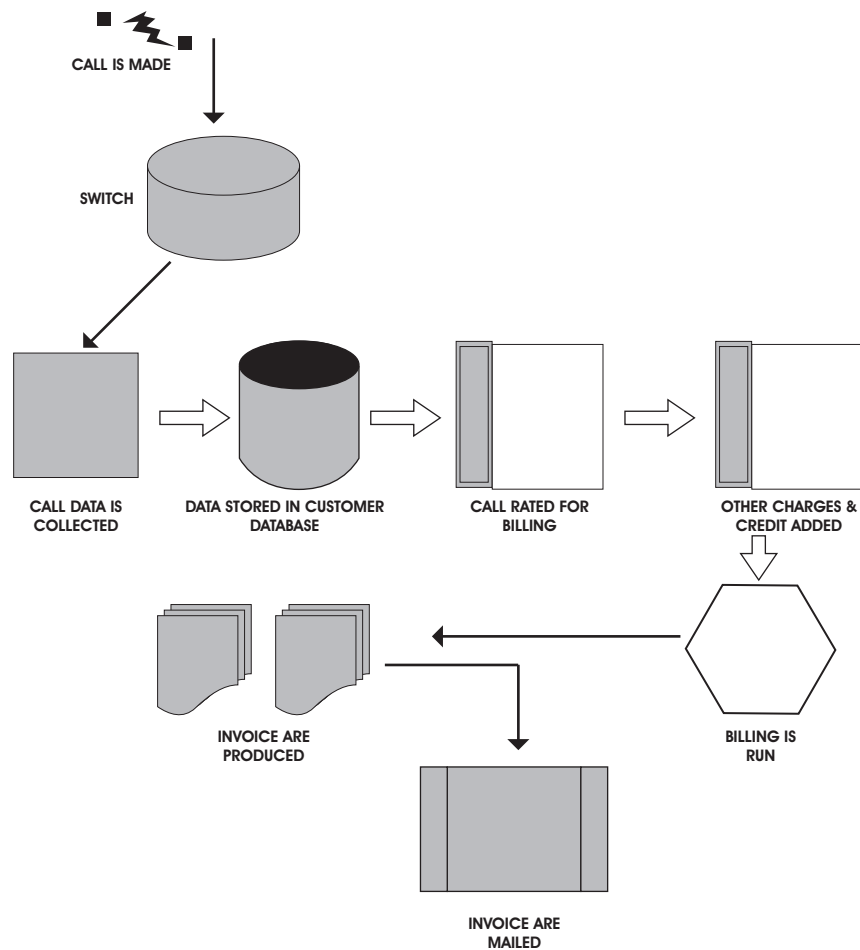 CALL IS MADE
SWITCH
CALL DATA IS
COLLECTED
DATA STORED IN CUSTOMER
DATABASE
CALL RATED FOR
BILLING
OTHER CHARGES &
CREDIT ADDED
INVOICE ARE
PRODUCED
BILLING IS
RUN
INVOICE ARE
MAILED